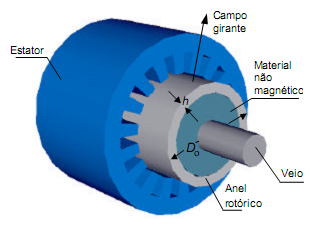 Campo
girante
Estator
Material
não
magnético
h
Do
Veio
Anel
rotórico